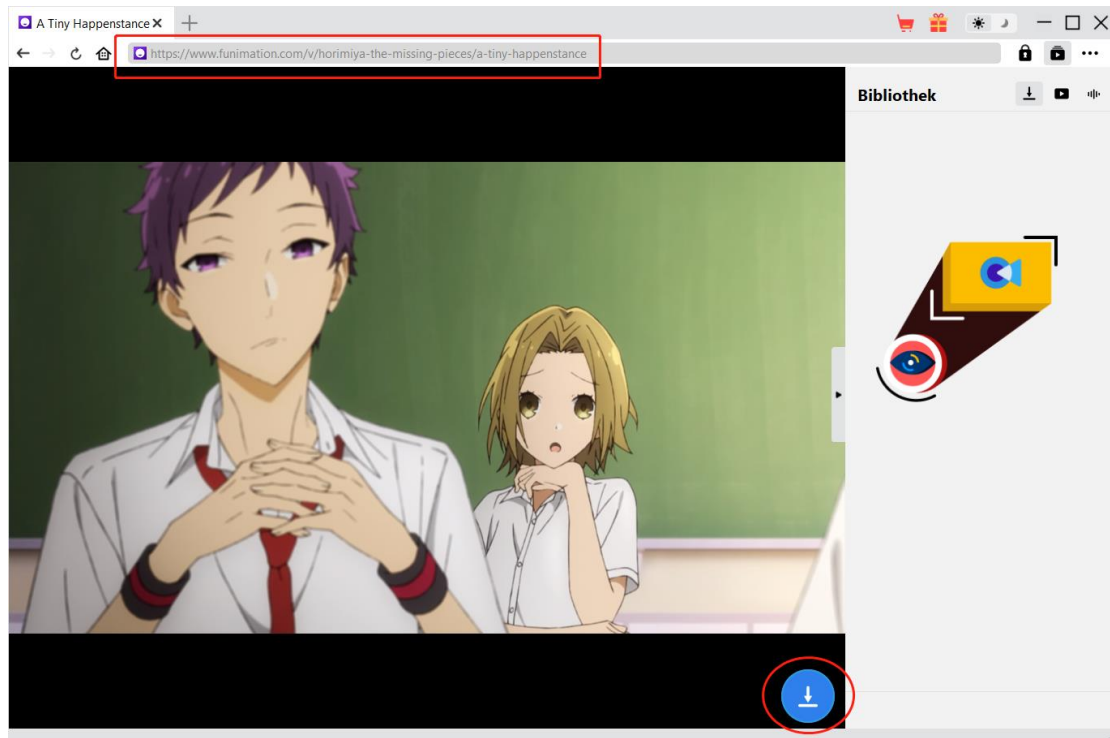 A Tiny Happenstance
https://www.funimation.com/v/horimiya-the-missing-pieces/a-tiny-happenstance
Bibliothek